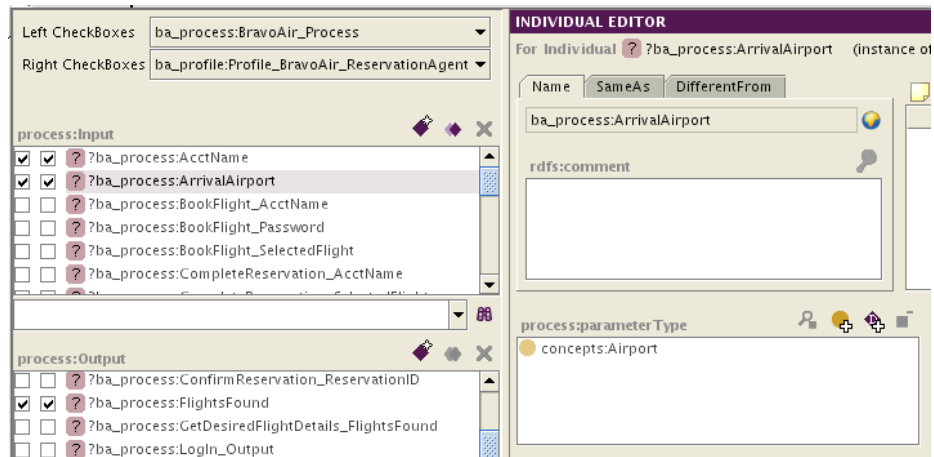 Left CheckBoxes ba_process:BravoAir_Process
Right CheckBoxes ba_profile:Profile_BravoAir_ReservationAgent
process:Input
? ?ba_process:AcctName
? ?ba_process:ArrivalAirport
? ?ba_process:BookFlight_AcctName
? ?ba_process:BookFlight_Password
? ?ba_process:BookFlight_SelectedFlight
? ?ba_process:CompleteReservation_AcctName
process:Output
? ?ba_process:ConfirmReservation_ReservationID
? ?ba_process:FlightsFound
? ?ba_process:GetDesiredFlightDetails_FlightsFound
? ?ba_process:LogIn_Output
INDIVIDUAL EDITOR
For Individual ? ?ba_process:ArrivalAirport (instance of
Name SameAs DifferentFrom
ba_process:ArrivalAirport
rdfs:comment
process:parameterType
concepts:Airport